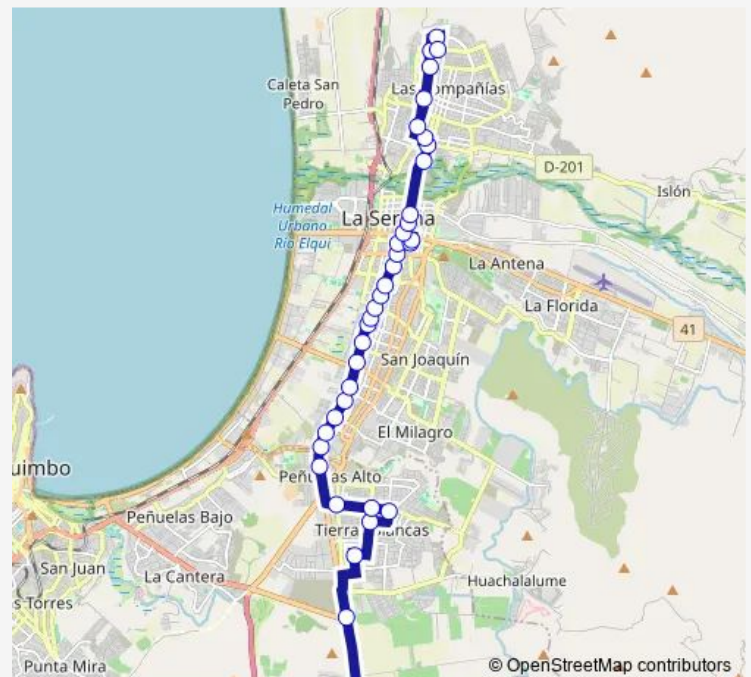 Caleta San
Pedro
Las Compañías
D-201
Islón
Humedal
Urbano
Río Elqui
La Serena
La Antena
La Florida
41
San Joaquín
El Milagro
uimbo
Peñuelas Alto
Peñuelas Bajo
Tierras Blancas
San Juan
La Cantera
Huachalalume
s Torres
Punta Mira
© OpenStreetMap contributors